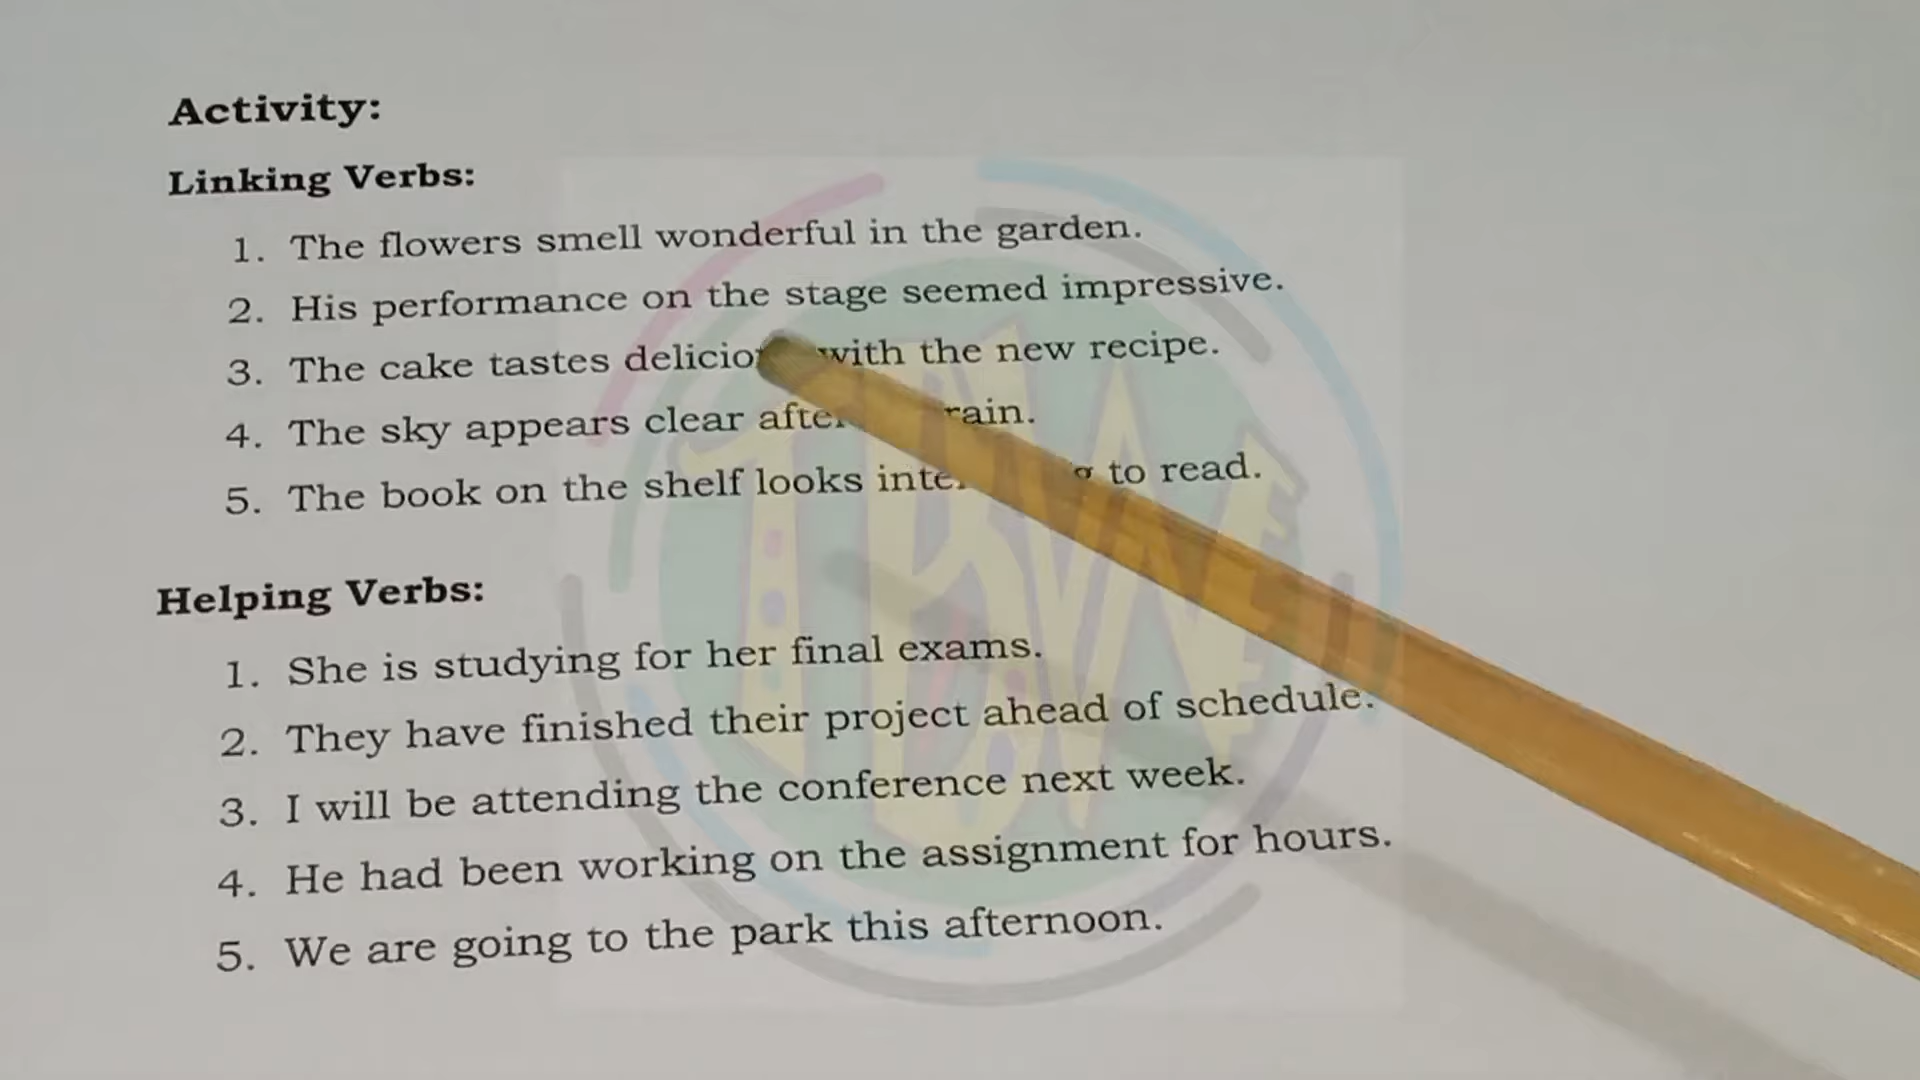 Activity:
Linking Verbs:
1. The flowers smell wonderful in the garden.
2. His performance on the stage seemed impressive.
3. The cake tastes with the new recipe.
4. The sky appears clear
5. The book on the shelf looks to read.
Helping Verbs:
1. She is studying for her final exams.
2. They have finished their project ahead of schedule.
3. I will be attending the conference next week.
4. He had been working on the assignment for hours.
5. We are going to the park this afternoon.